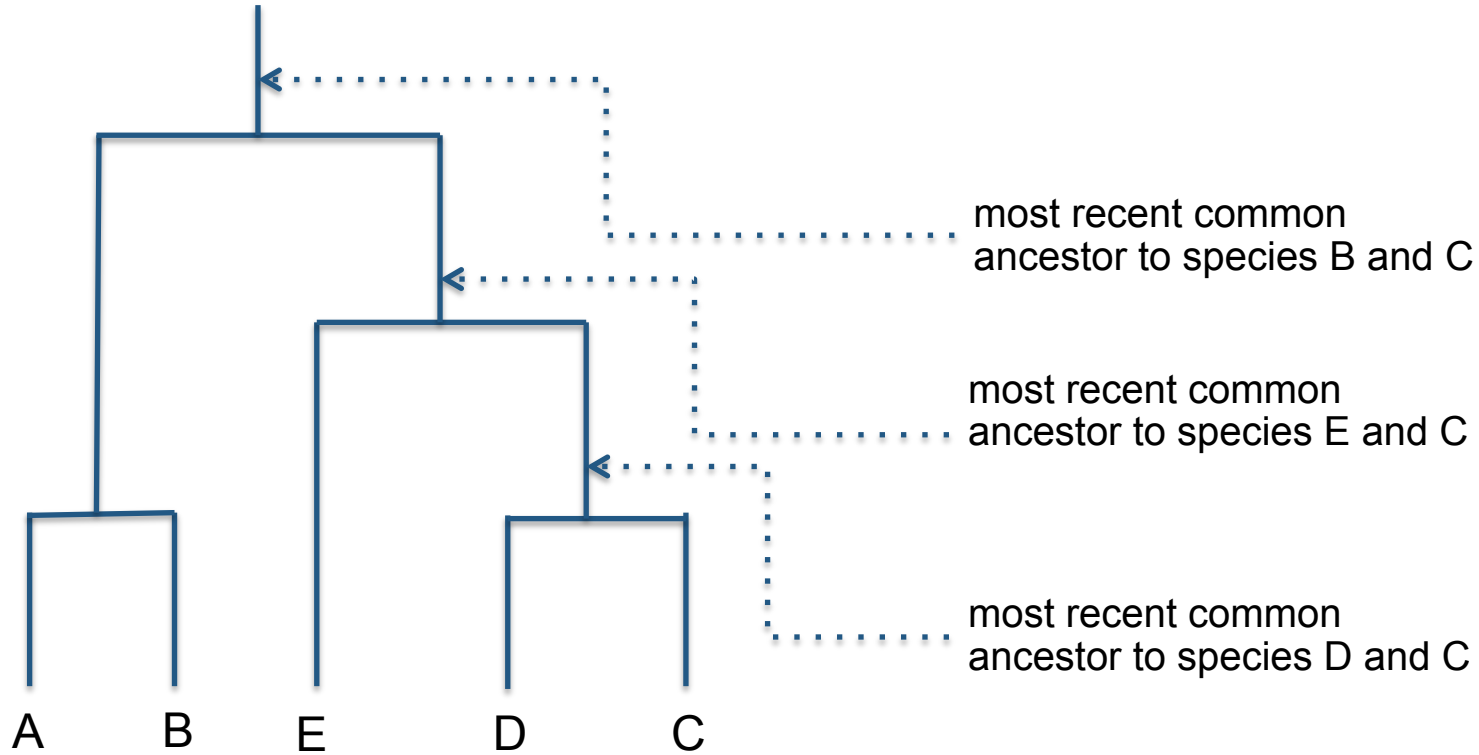 most recent common
ancestor to species B and C
most recent common
ancestor to species E and C
most recent common
ancestor to species D and C
A B E D C